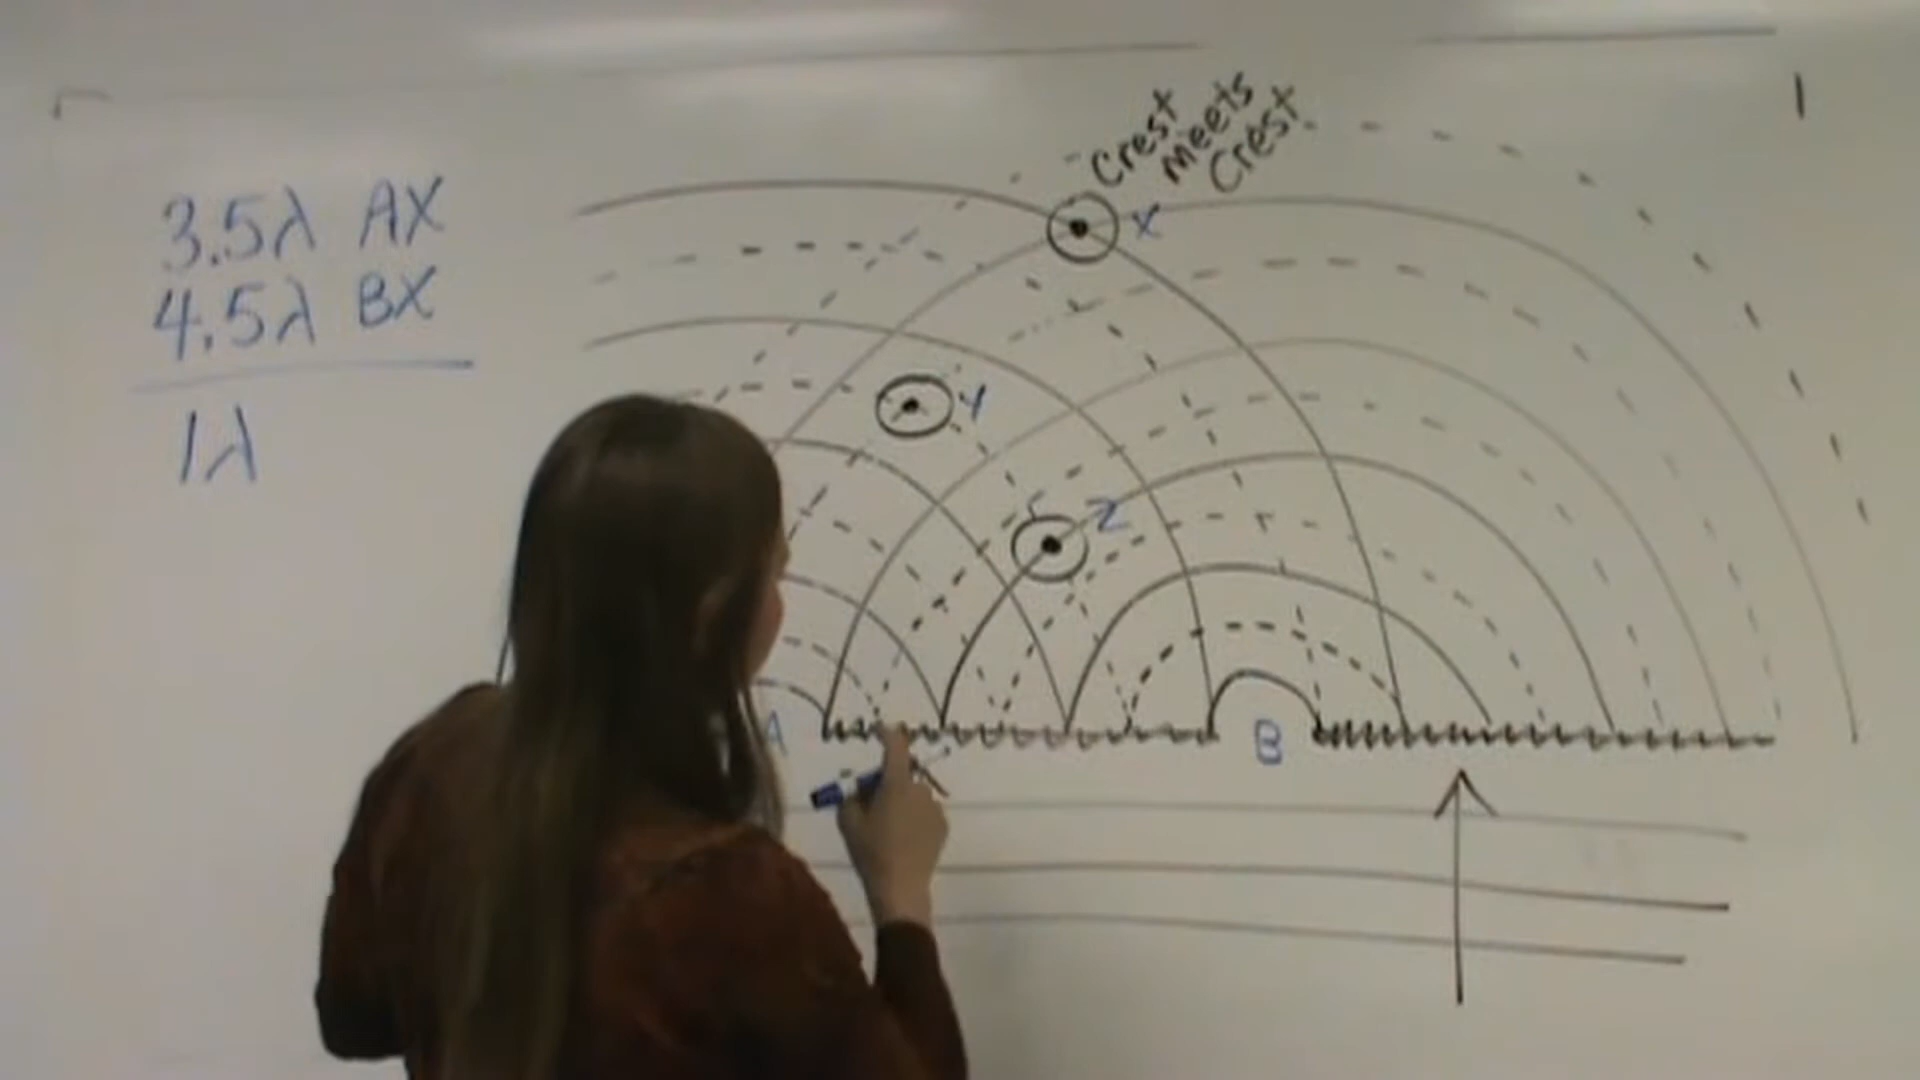 3.5λ AX
4.5λ BX
1λ
Crest
meets
Crest
X
Y
Z
A
B